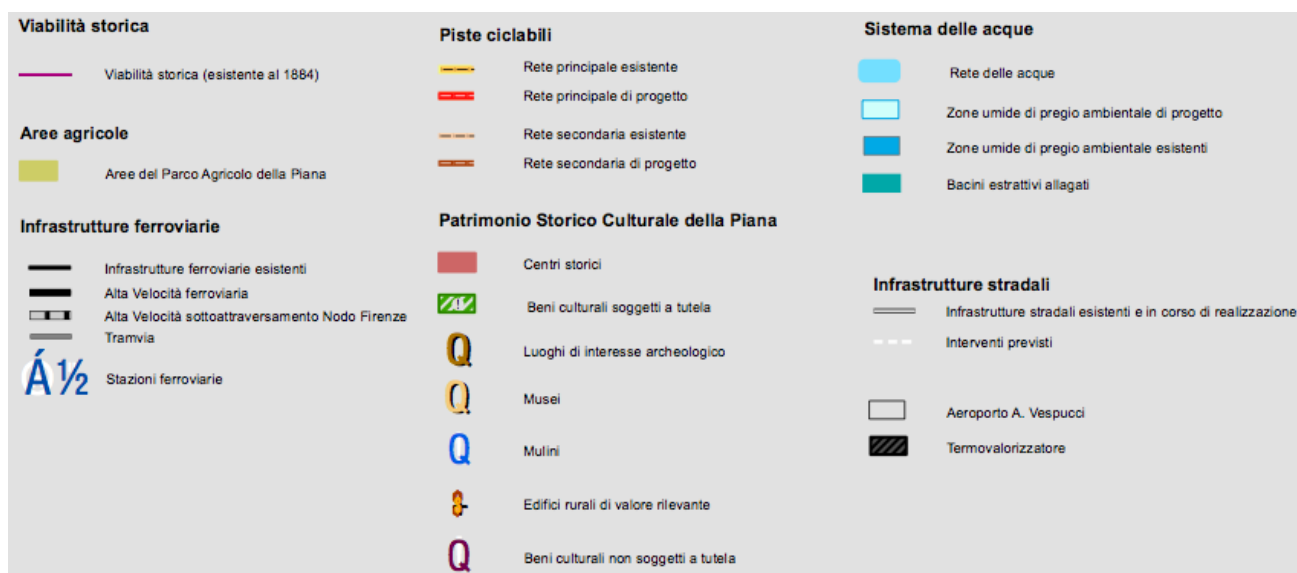 Viabilità storica
Viabilità storica (esistente al 1884)
Aree agricole
Aree del Parco Agricolo della Piana
Infrastrutture ferroviarie
Infrastrutture ferroviarie esistenti
Alta Velocità ferroviaria
Alta Velocità sottoattraversamento Nodo Firenze
Tramvia
Á ½ Stazioni ferroviarie
Piste ciclabili
Rete principale esistente
Rete principale di progetto
Rete secondaria esistente
Rete secondaria di progetto
Patrimonio Storico Culturale della Piana
Centri storici
! Beni culturali soggetti a tutela
Q Luoghi di interesse archeologico
Q Musei
Q Mulini
Edifici rurali di valore rilevante
Q Beni culturali non soggetti a tutela
Sistema delle acque
Rete delle acque
Zone umide di pregio ambientale di progetto
Zone umide di pregio ambientale esistenti
Bacini estrattivi allagati
Infrastrutture stradali
Infrastrutture stradali esistenti e in corso di realizzazione
Interventi previsti
Aeroporto A. Vespucci
Termovalorizzatore